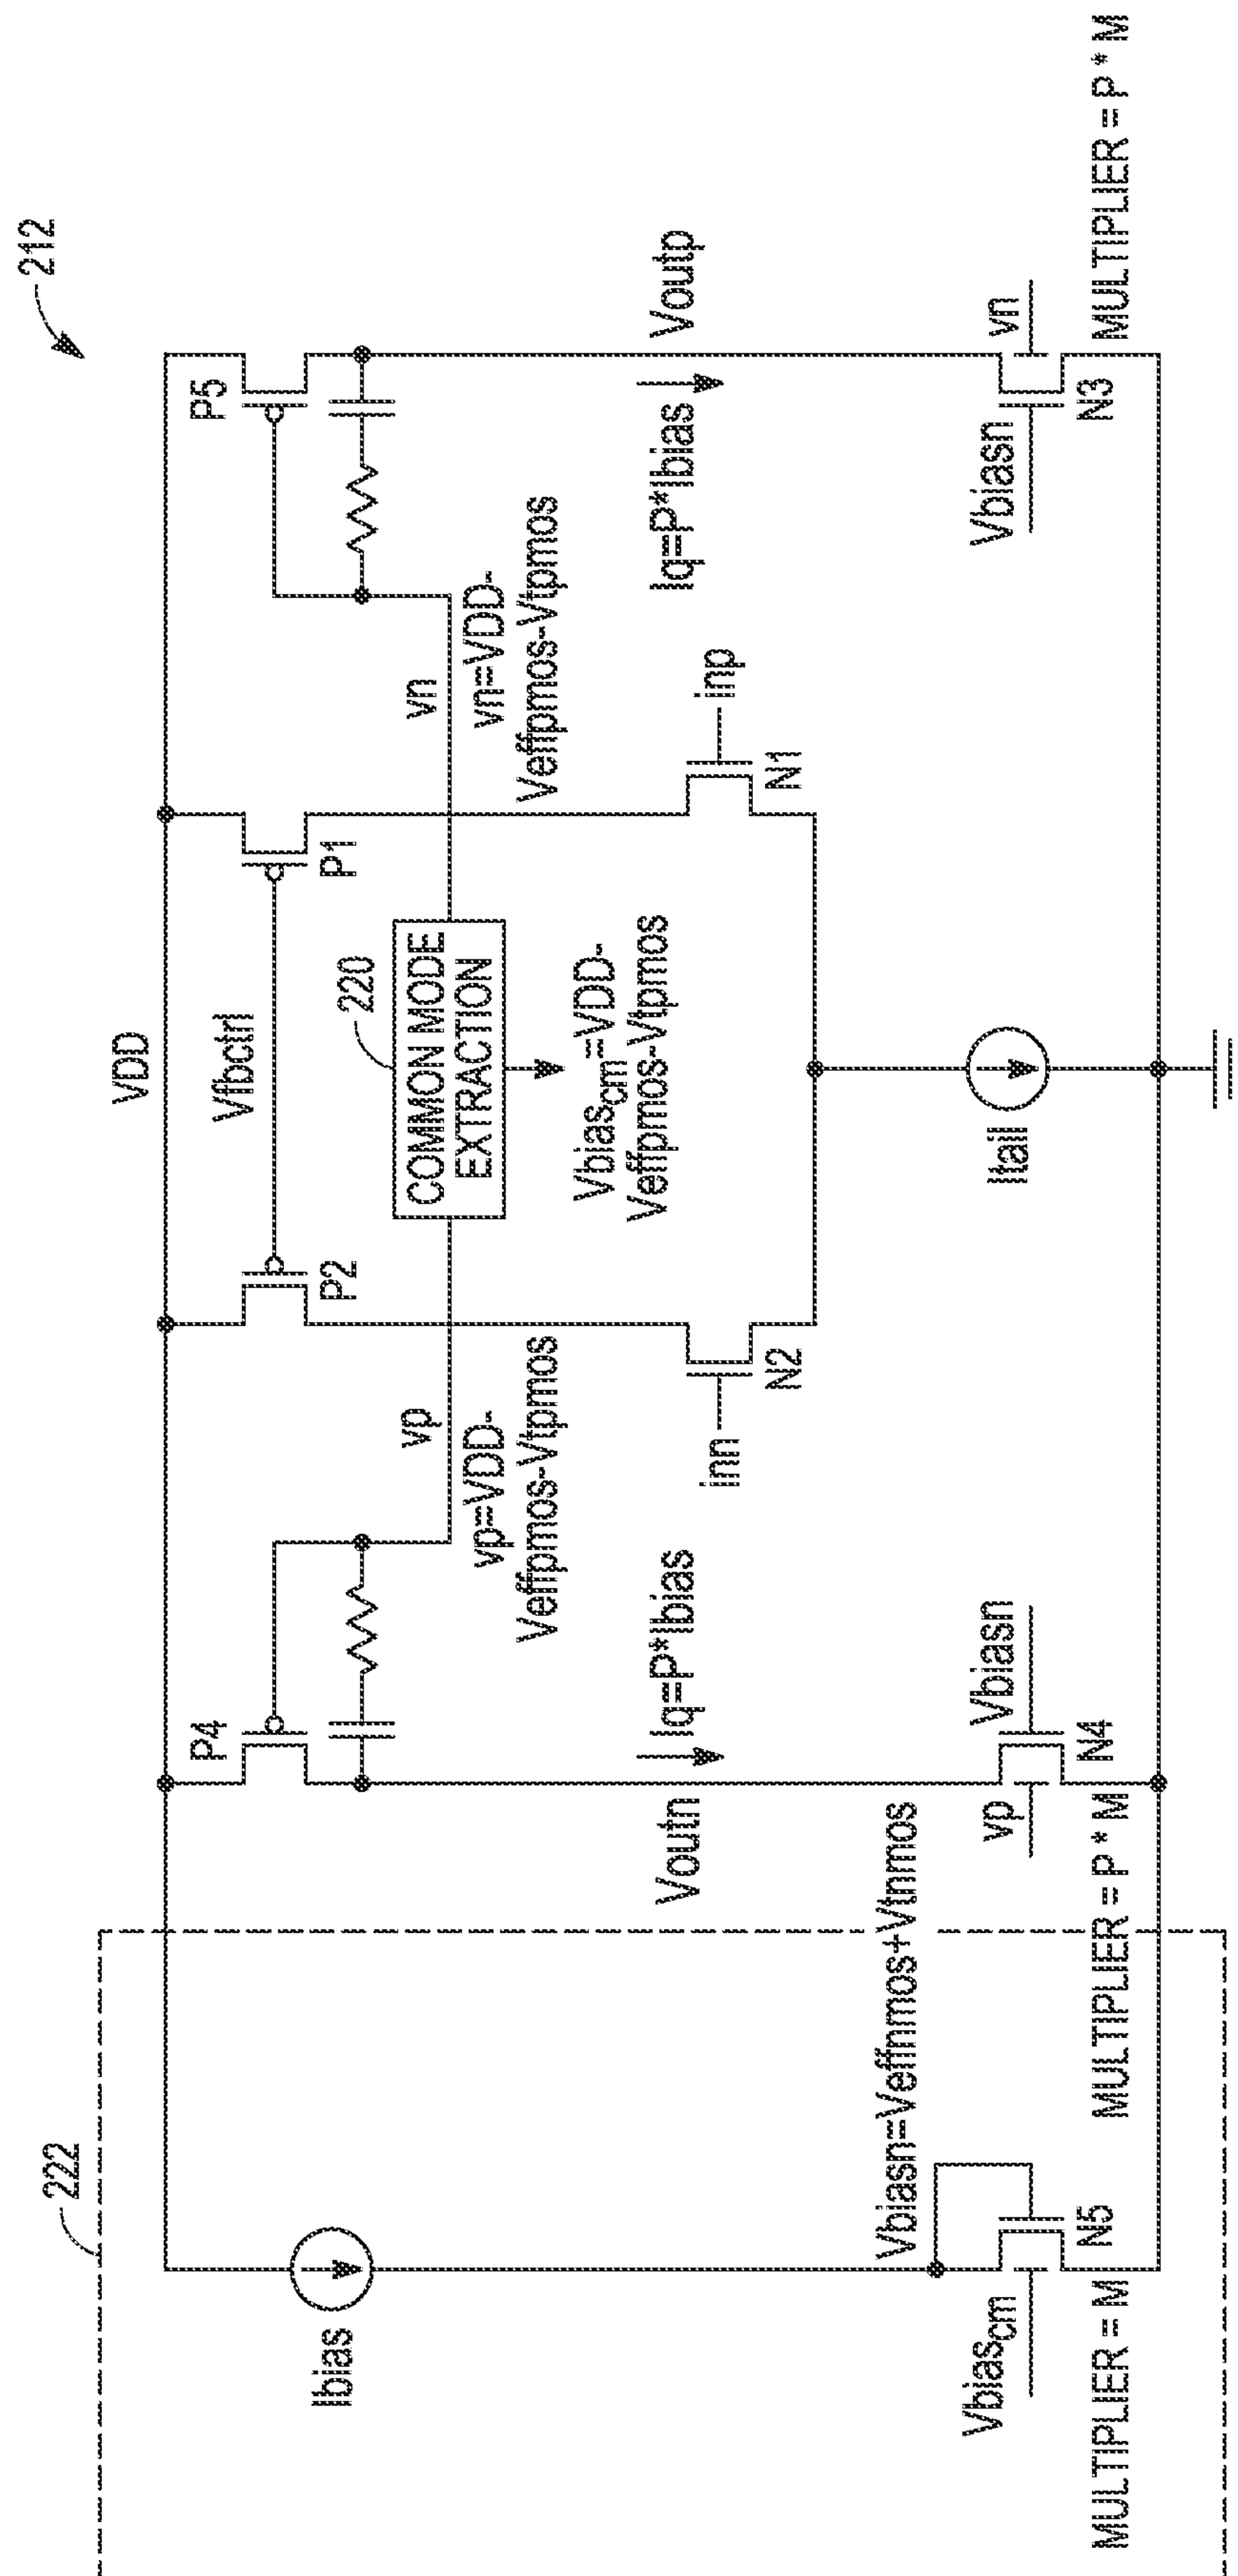 212
222
VDD
Ibias
Vbiascm
MULTIPLIER = M
N5
Vbiasn=Veffnmos+Vtnmos
P4
Voutn
Iq=P*Ibias
vp
Vbiasn
N4
MULTIPLIER = P * M
vp
vp=VDD-
Veffpmos-Vtpmos
P2
Vfbctrl
P1
220
COMMON MODE
EXTRACTION
Vbiascm=VDD-
Veffpmos-Vtpmos
inn
N2
Itail
N1
inp
vn
vn=VDD-
Veffpmos-Vtpmos
P5
Iq=P*Ibias
Voutp
Vbiasn
vn
N3
MULTIPLIER = P * M